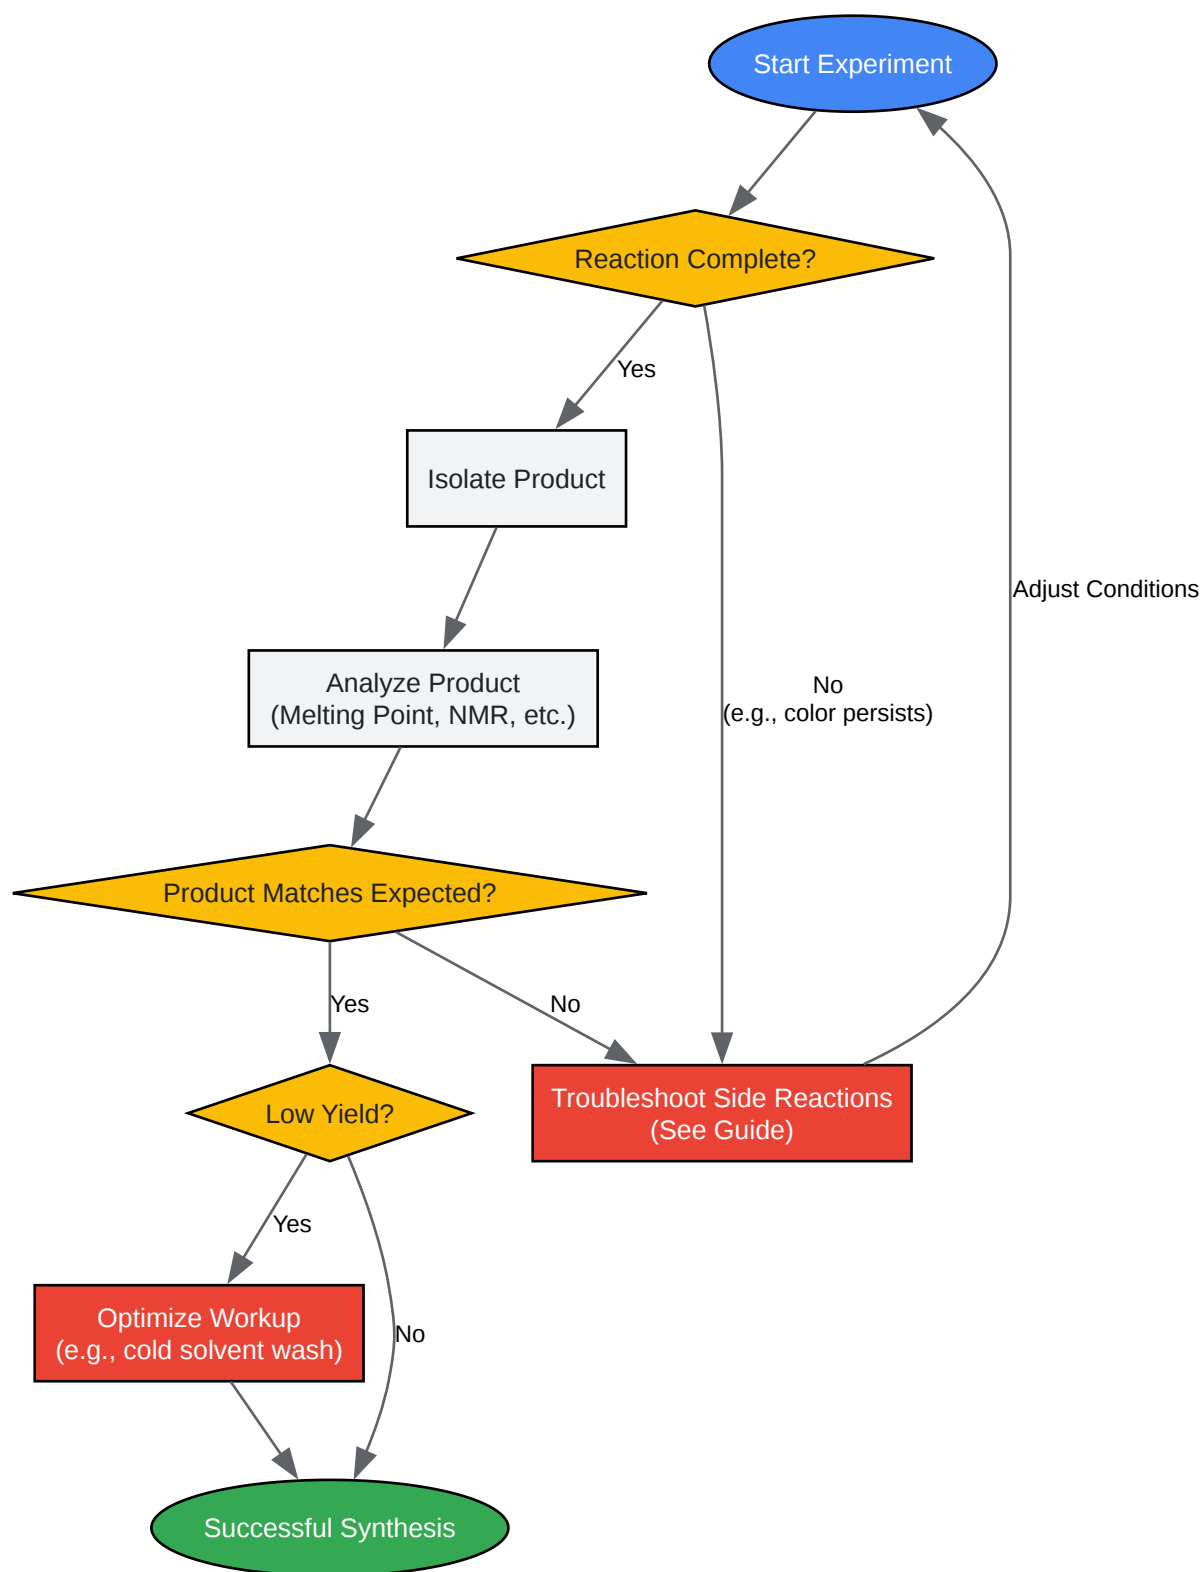 Start Experiment
Reaction Complete?
Yes
Isolate Product
Adjust Conditions
Analyze Product
(Melting Point, NMR, etc.)
No
(e.g., color persists)
Product Matches Expected?
Yes
No
Troubleshoot Side Reactions
(See Guide)
Low Yield?
Yes
Optimize Workup
(e.g., cold solvent wash)
No
Successful Synthesis